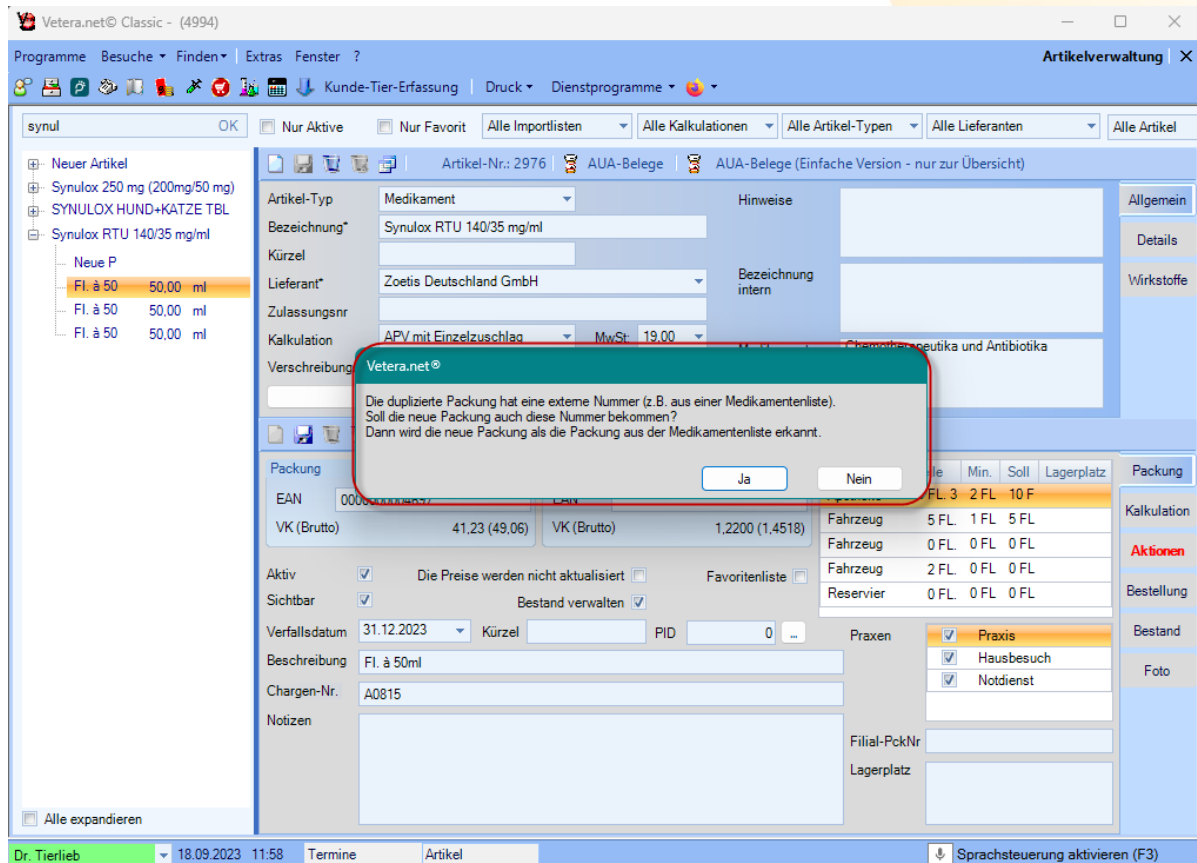 Vetera.net© Classic - (4994)
Programme Besuche Finden Extras Fenster ? Artikelverwaltung X
Kunde-Tier-Erfassung Druck Dienstprogramme
synul OK Nur Aktive Nur Favorit Alle Importlisten Alle Kalkulationen Alle Artikel-Typen Alle Lieferanten Alle Artikel
Neuer Artikel
Synulox 250 mg (200mg/50 mg)
SYNULOX HUND+KATZE TBL
Synulox RTU 140/35 mg/ml
Neue P
Fl. à 50 50,00 ml
Fl. à 50 50,00 ml
Fl. à 50 50,00 ml
Alle expandieren
Artikel-Nr.: 2976 AUA-Belege AUA-Belege (Einfache Version - nur zur Übersicht)
Artikel-Typ Medikament Hinweise
Bezeichnung* Synulox RTU 140/35 mg/ml
Kürzel
Lieferant* Zoetis Deutschland GmbH Bezeichnung
intern
Zulassungsnr
Kalkulation APV mit Einzelzuschlag MwSt: 19,00
Chemotherapeutika und Antibiotika
Verschreibung
Allgemein
Details
Wirkstoffe
Vetera.net®
Die duplizierte Packung hat eine externe Nummer (z.B. aus einer Medikamentenliste).
Soll die neue Packung auch diese Nummer bekommen?
Dann wird die neue Packung als die Packung aus der Medikamentenliste erkannt.
Ja Nein
Packung
EAN 0000000004697 EAN
VK (Brutto) 41,23 (49,06) VK (Brutto) 1,2200 (1,4518)
Min. Soll Lagerplatz
FL. 3 2 FL 10 F
Fahrzeug 5 FL. 1 FL 5 FL
Fahrzeug 0 FL. 0 FL 0 FL
Fahrzeug 2 FL. 0 FL 0 FL
Reservier 0 FL. 0 FL 0 FL
Aktiv Die Preise werden nicht aktualisiert Favoritenliste
Sichtbar Bestand verwalten
Verfallsdatum 31.12.2023 Kürzel PID 0 ...
Beschreibung Fl. à 50ml
Chargen-Nr. A0815
Notizen
Praxen Praxis
Hausbesuch
Notdienst
Filial-PckNr
Lagerplatz
Packung
Kalkulation
Aktionen
Bestellung
Bestand
Foto
Dr. Tierlieb 18.09.2023 11:58 Termine Artikel Sprachsteuerung aktivieren (F3)